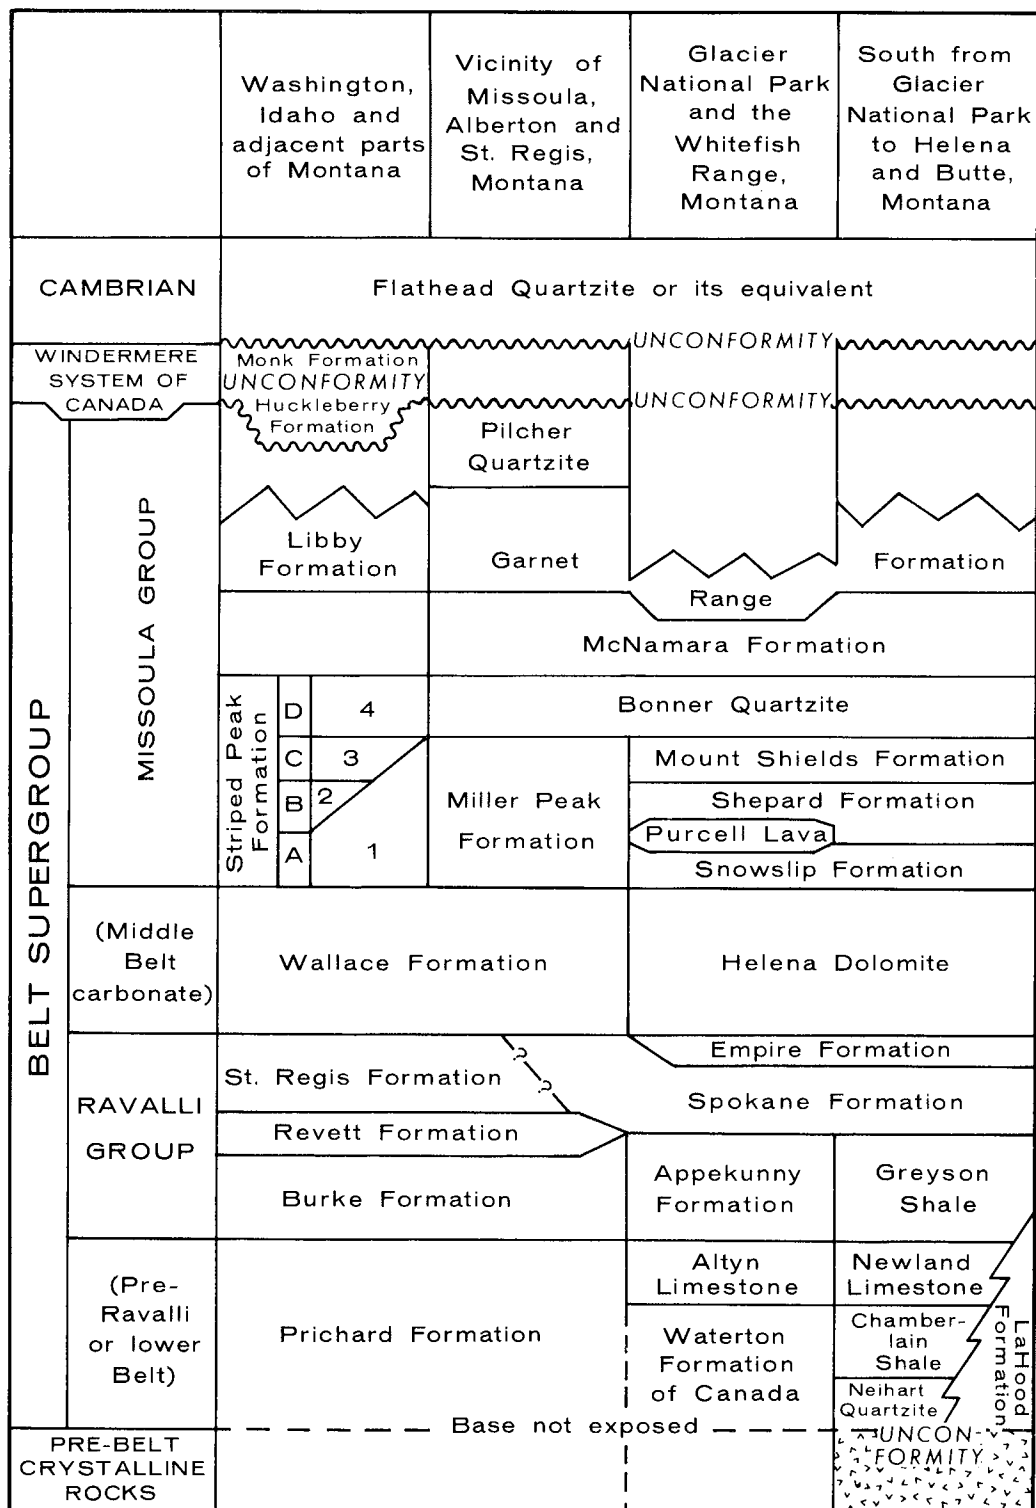 Washington,
Idaho and
adjacent parts
of Montana
Vicinity of
Missoula,
Alberton and
St. Regis,
Montana
Glacier
National Park
and the
Whitefish
Range,
Montana
South from
Glacier
National Park
to Helena
and Butte,
Montana
CAMBRIAN
Flathead Quartzite or its equivalent
UNCONFORMITY
WINDERMERE
SYSTEM OF
CANADA
Monk Formation
UNCONFORMITY
Huckleberry
Formation
UNCONFORMITY
BELT SUPERGROUP
MISSOULA GROUP
Pilcher
Quartzite
Libby
Formation
Garnet
Range
Formation
McNamara Formation
Striped Peak
Formation
D
4
C
3
B
2
A
1
Bonner Quartzite
Miller Peak
Formation
Mount Shields Formation
Shepard Formation
Purcell Lava
Snowslip Formation
(Middle
Belt
carbonate)
Wallace Formation
Helena Dolomite
RAVALLI
GROUP
Empire Formation
St. Regis Formation
?
?
Spokane Formation
Revett Formation
Burke Formation
Appekunny
Formation
Greyson
Shale
(Pre-
Ravalli
or lower
Belt)
Prichard Formation
Altyn
Limestone
Newland
Limestone
Waterton
Formation
of Canada
Chamber-
lain
Shale
Neihart
Quartzite
LaHood
Formation
Base not exposed
UNCON-
FORMITY
PRE-BELT
CRYSTALLINE
ROCKS